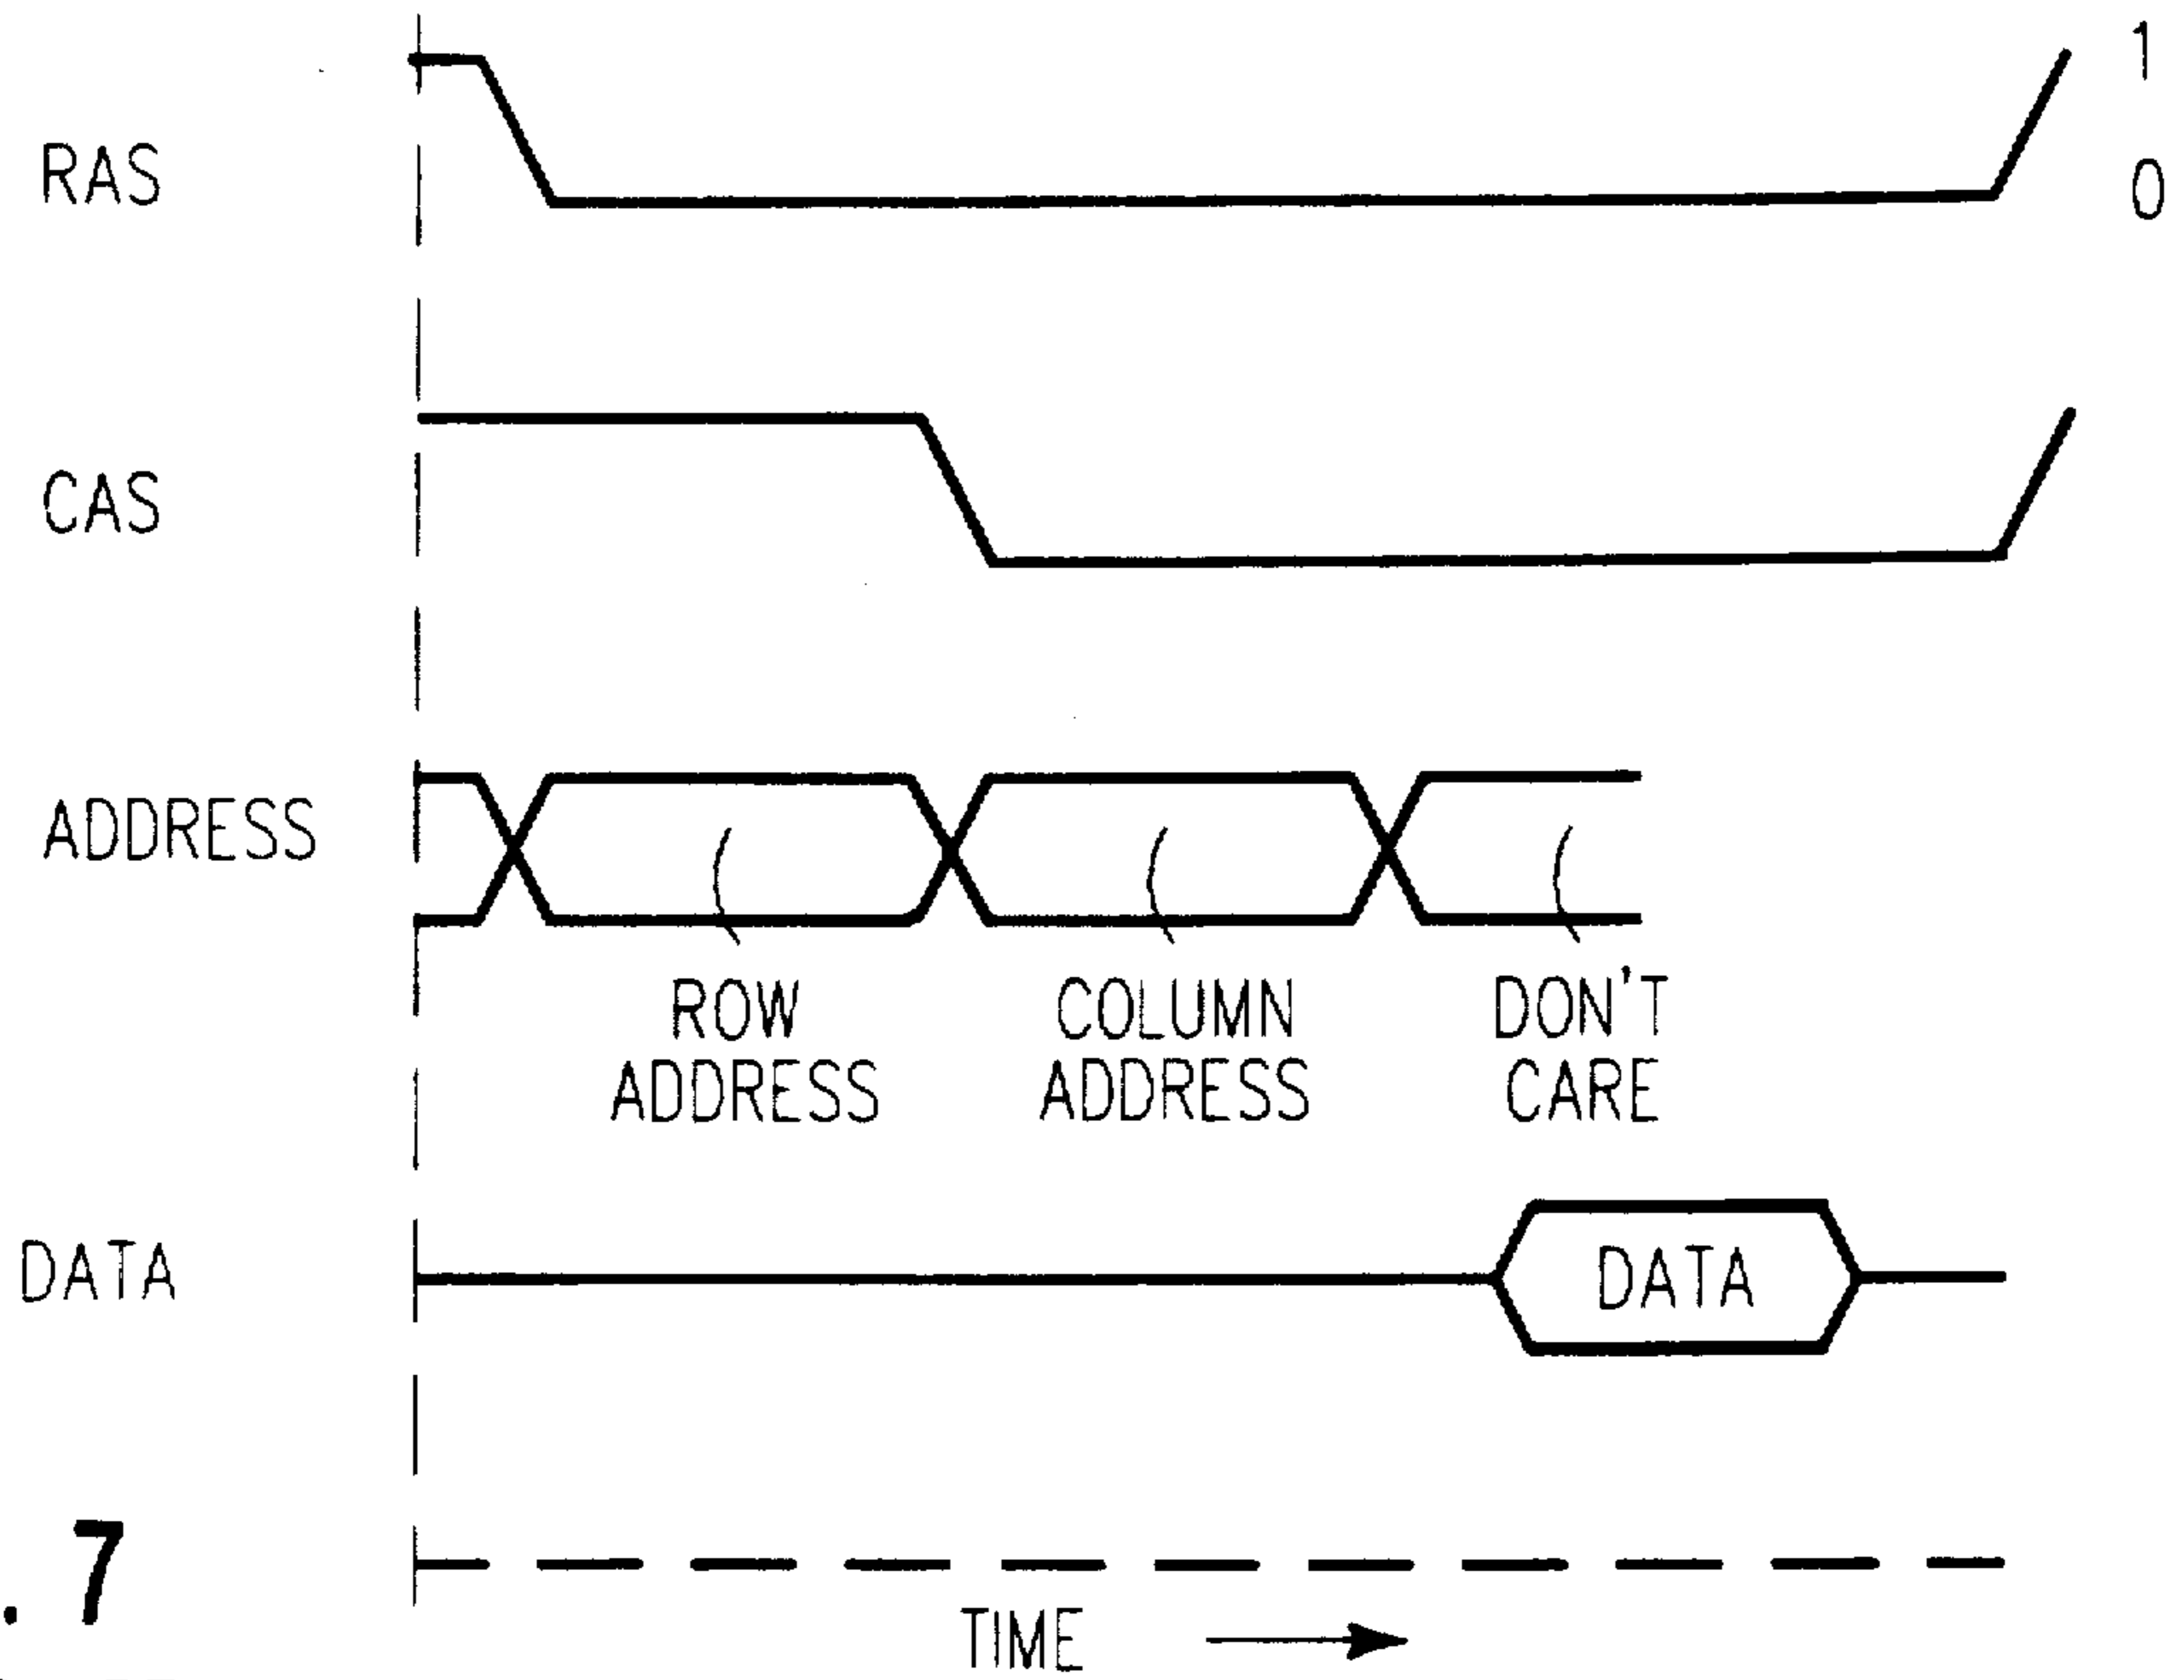 1
RAS
0
CAS
ADDRESS
ROW
ADDRESS
COLUMN
ADDRESS
DON'T
CARE
DATA
DATA
. 7
TIME